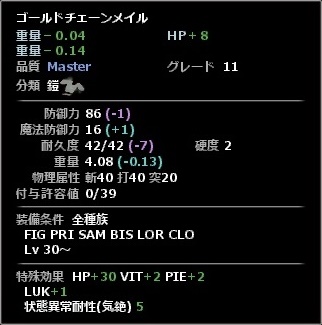 ゴールドチェーンメイル
重量 − 0.04 HP + 8
重量 − 0.14
品質 Master グレード 11
分類 鎧
防御力 86 (-1)
魔法防御力 16 (+1)
耐久度 42/42 (-7) 硬度 2
重量 4.08 (-0.13)
物理属性 斬40 打40 突20
付与許容値 0/39
装備条件 全種族
FIG PRI SAM BIS LOR CLO
Lv 30～
特殊効果 HP+30 VIT+2 PIE+2
LUK+1
状態異常耐性(気絶) 5